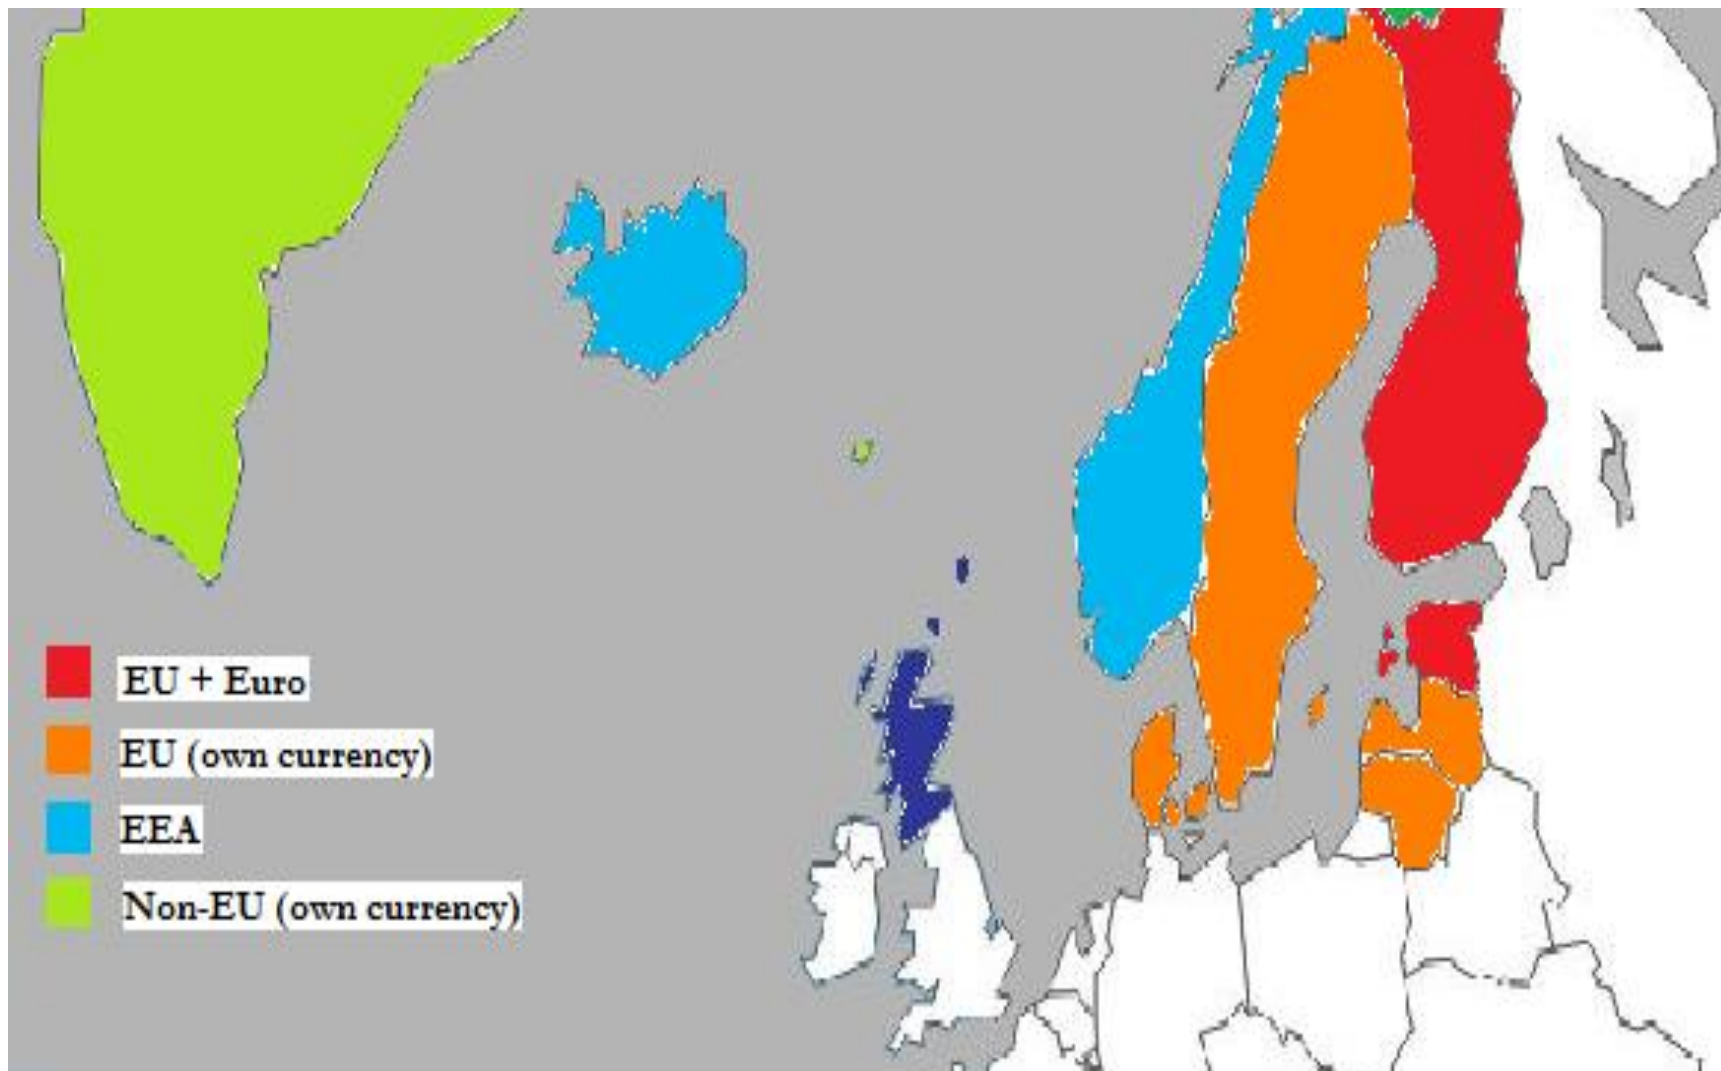 EU + Euro
EU (own currency)
EEA
Non-EU (own currency)